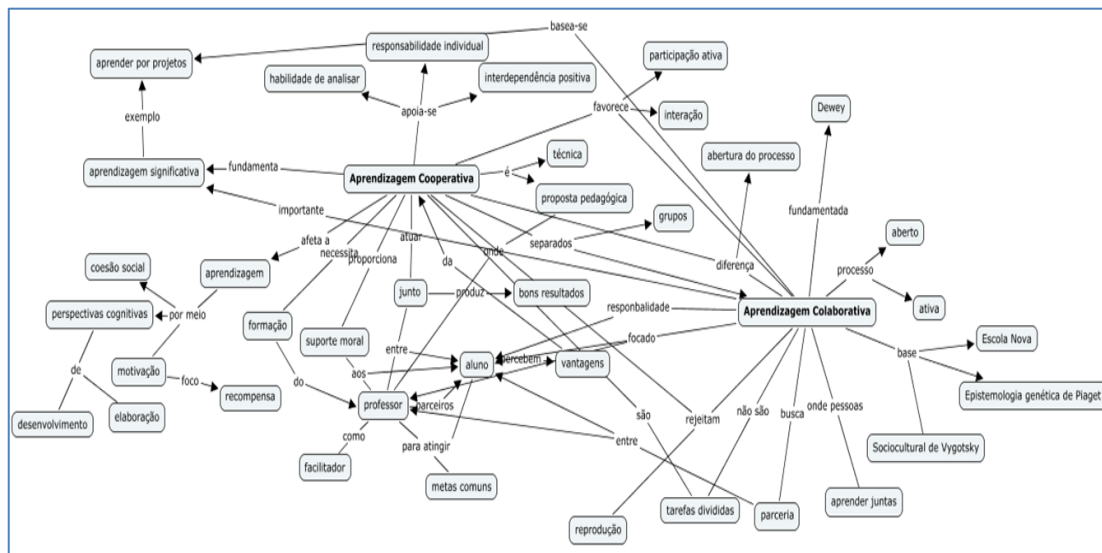 basea-se
responsabilidade individual
participação ativa
aprender por projetos
habilidade de analisar
interdependência positiva
apoia-se
favorece
Dewey
exemplo
interação
técnica
abertura do processo
aprendizagem significativa
fundamenta
Aprendizagem Cooperativa
é
proposta pedagógica
importante
grupos
fundamentada
afeta a
necessita
atuar
onde
separados
aberto
proporciona
da
diferença
processo
coesão social
aprendizagem
junto
produz
bons resultados
ativa
perspectivas cognitivas
por meio
responbalidade
Aprendizagem Colaborativa
formação
suporte moral
entre
focado
Escola Nova
base
aluno
percebem
vantagens
de
motivação
foco
recompensa
do
aos
Epistemologia genética de Piaget
professor
parceiros
desenvolvimento
elaboração
são
rejeitam
não são
busca
onde pessoas
como
para atingir
entre
Sociocultural de Vygotsky
facilitador
metas comuns
reprodução
tarefas divididas
parceria
aprender juntas